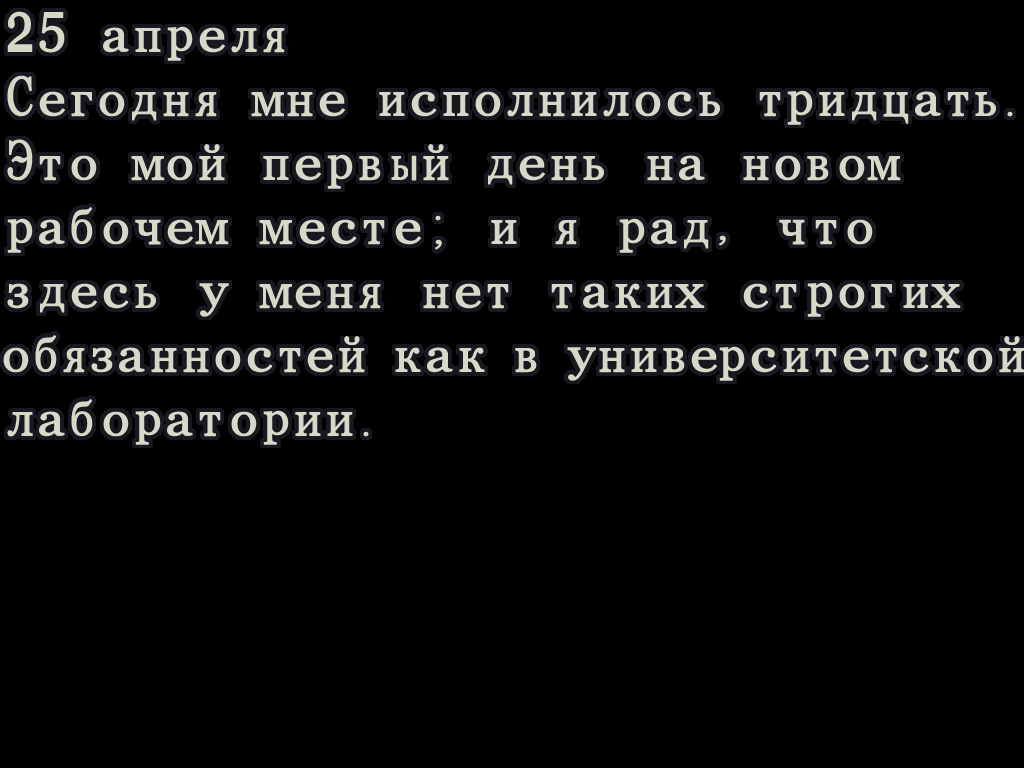 25 апреля
Сегодня мне исполнилось тридцать.
Это мой первый день на новом
рабочем месте; и я рад, что
здесь у меня нет таких строгих
обязанностей как в университетской
лаборатории.